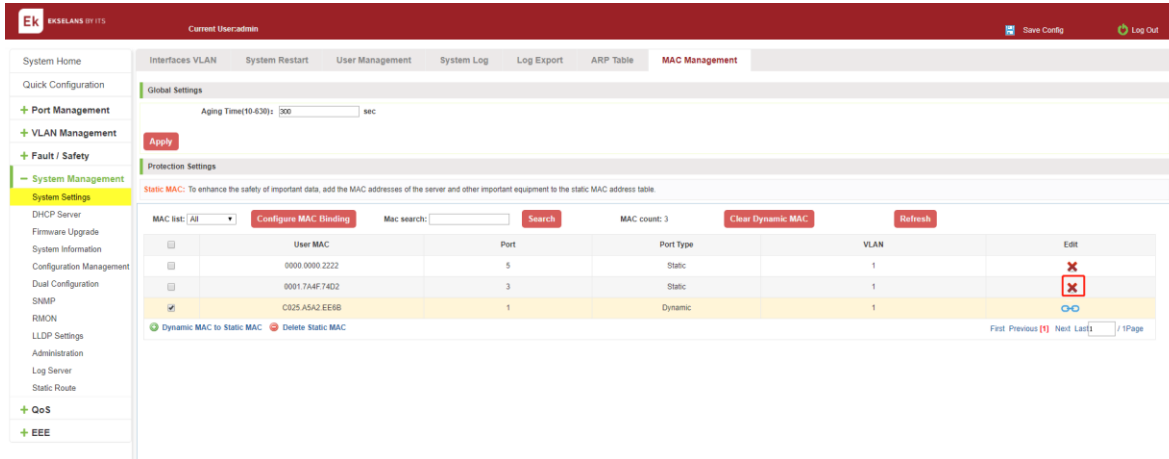 Ek EKSELANS BY ITS
Current User:admin
Save Config
Log Out
System Home
Quick Configuration
Port Management
VLAN Management
Fault / Safety
System Management
System Settings
DHCP Server
Firmware Upgrade
System Information
Configuration Management
Dual Configuration
SNMP
RMON
LLDP Settings
Administration
Log Server
Static Route
QoS
EEE
Interfaces VLAN System Restart User Management System Log Log Export ARP Table MAC Management
Global Settings
Aging Time(10-630): 300 sec
Apply
Protection Settings
Static MAC: To enhance the safety of important data, add the MAC addresses of the server and other important equipment to the static MAC address table.
MAC list: All Configure MAC Binding Mac search: Search MAC count: 3 Clear Dynamic MAC Refresh
User MAC Port Port Type VLAN Edit
0000.0000.2222 5 Static 1
0001.7A4F.74D2 3 Static 1
C025.A5A2.EE6B 1 Dynamic 1
Dynamic MAC to Static MAC Delete Static MAC
First Previous [1] Next Last 1 / 1Page